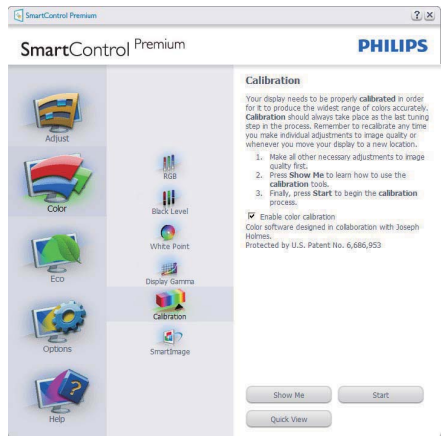 SmartControl Premium
SmartControl Premium
PHILIPS
Adjust
Color
Eco
Options
Help
RGB
Black Level
White Point
Display Gamma
Calibration
SmartImage
Calibration
Your display needs to be properly calibrated in order
for it to produce the widest range of colors accurately.
Calibration should always take place as the last tuning
step in the process. Remember to recalibrate any time
you make individual adjustments to image quality or
whenever you move your display to a new location.
1. Make all other necessary adjustments to image
quality first.
2. Press Show Me to learn how to use the
calibration tools.
3. Finally, press Start to begin the calibration
process.
Enable color calibration
Color software designed in collaboration with Joseph
Holmes.
Protected by U.S. Patent No. 6,686,953
Show Me
Start
Quick View